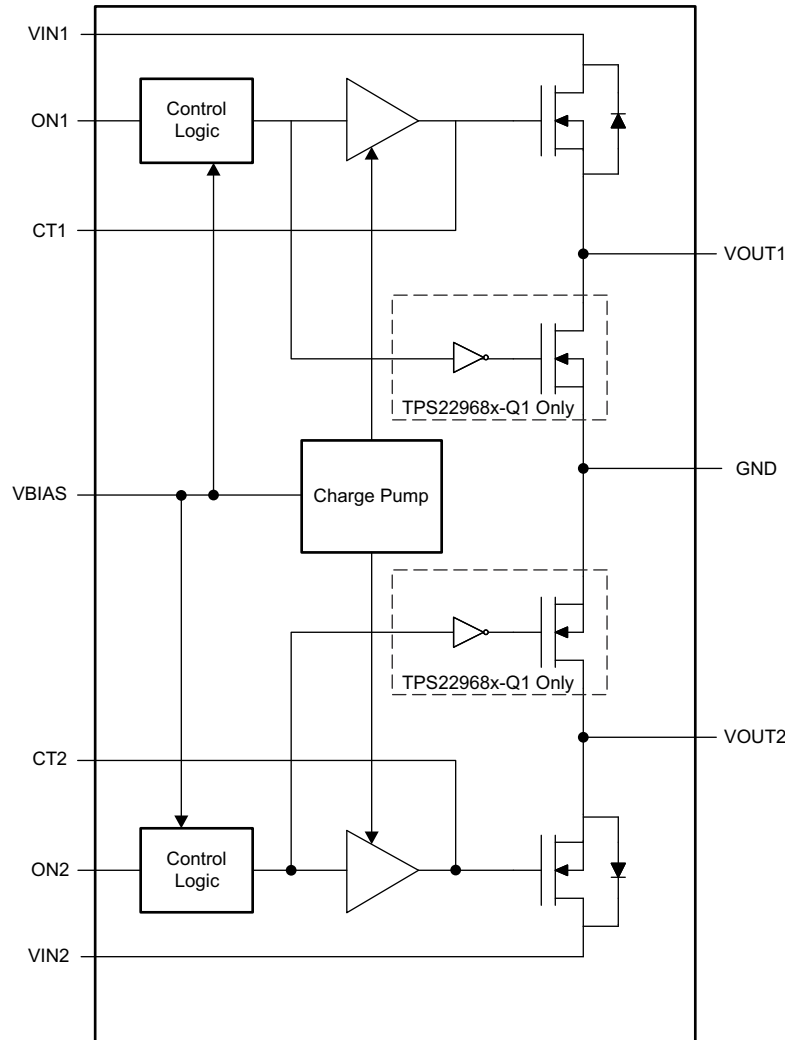 VIN1
ON1
Control
Logic
CT1
VOUT1
TPS22968x-Q1 Only
GND
VBIAS
Charge Pump
TPS22968x-Q1 Only
VOUT2
CT2
ON2
Control
Logic
VIN2